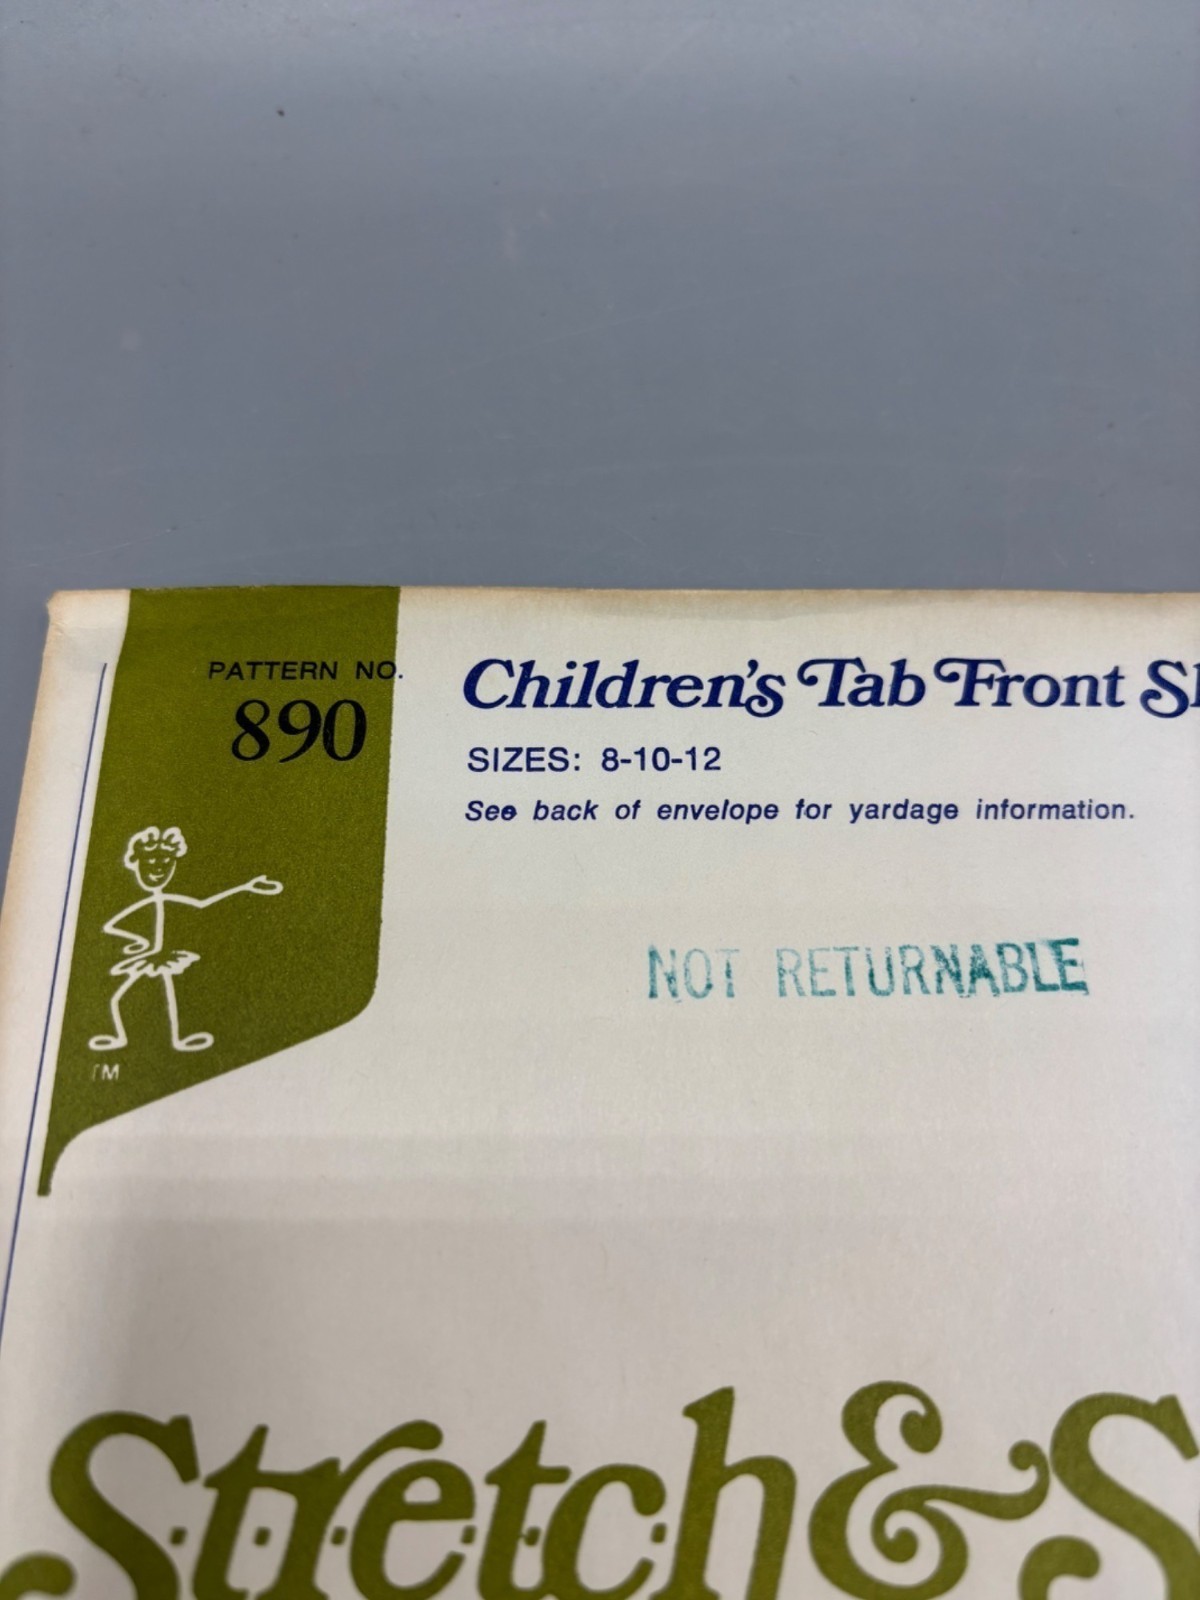 PATTERN NO.
890
Children's Tab Front
SIZES: 8-10-12
See back of envelope for yardage information.
NOT RETURNABLE
TM
Stretch &